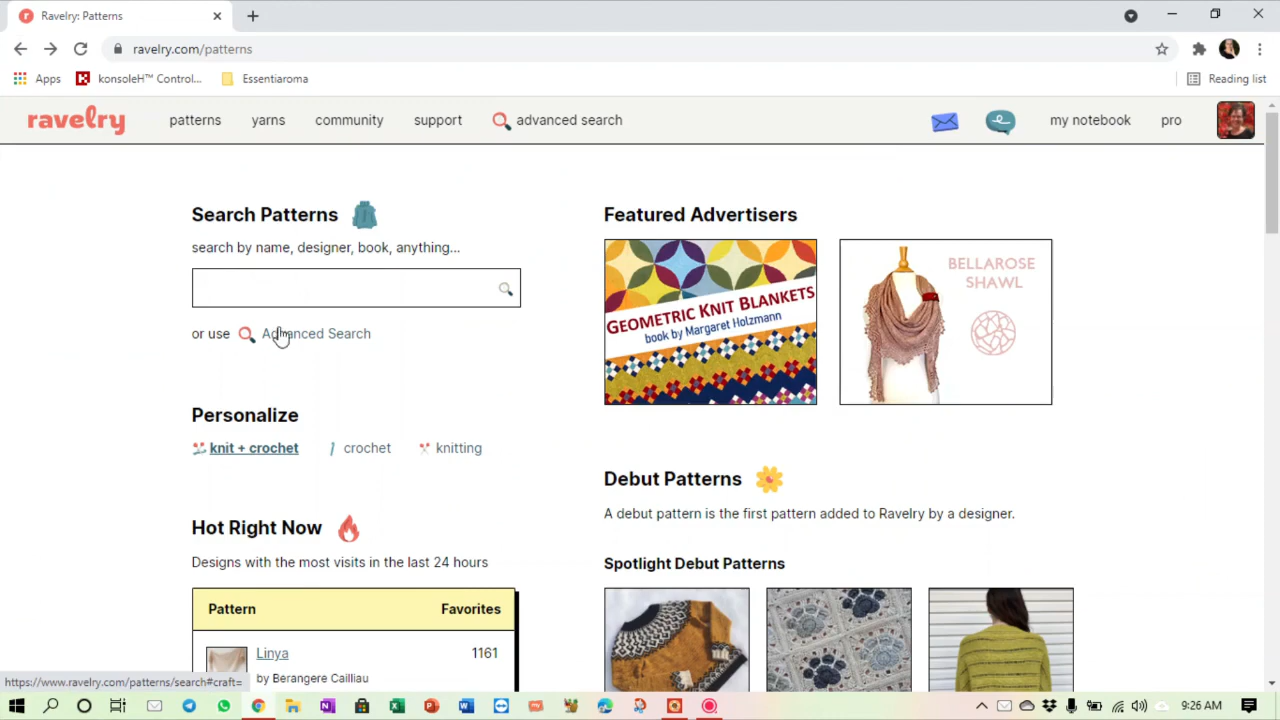 Ravelry: Patterns
ravelry.com/patterns
Apps
konsoleH™ Control...
Essentiaroma
Reading list
ravelry
patterns
yarns
community
support
advanced search
my notebook
pro
Search Patterns
search by name, designer, book, anything...
or use Advanced Search
Personalize
knit + crochet
crochet
knitting
Hot Right Now
Designs with the most visits in the last 24 hours
Pattern Favorites
Linya 1161
by Berangere Cailliau
Featured Advertisers
GEOMETRIC KNIT BLANKETS
book by Margaret Holzmann
BELLAROSE
SHAWL
Debut Patterns
A debut pattern is the first pattern added to Ravelry by a designer.
Spotlight Debut Patterns
https://www.ravelry.com/patterns/search#craft=
9:26 AM